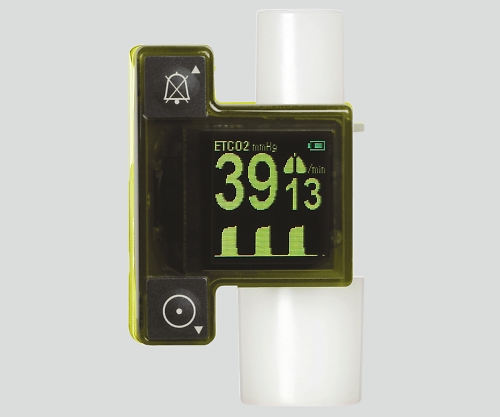 ETCO2 mmHg
39
/min
13